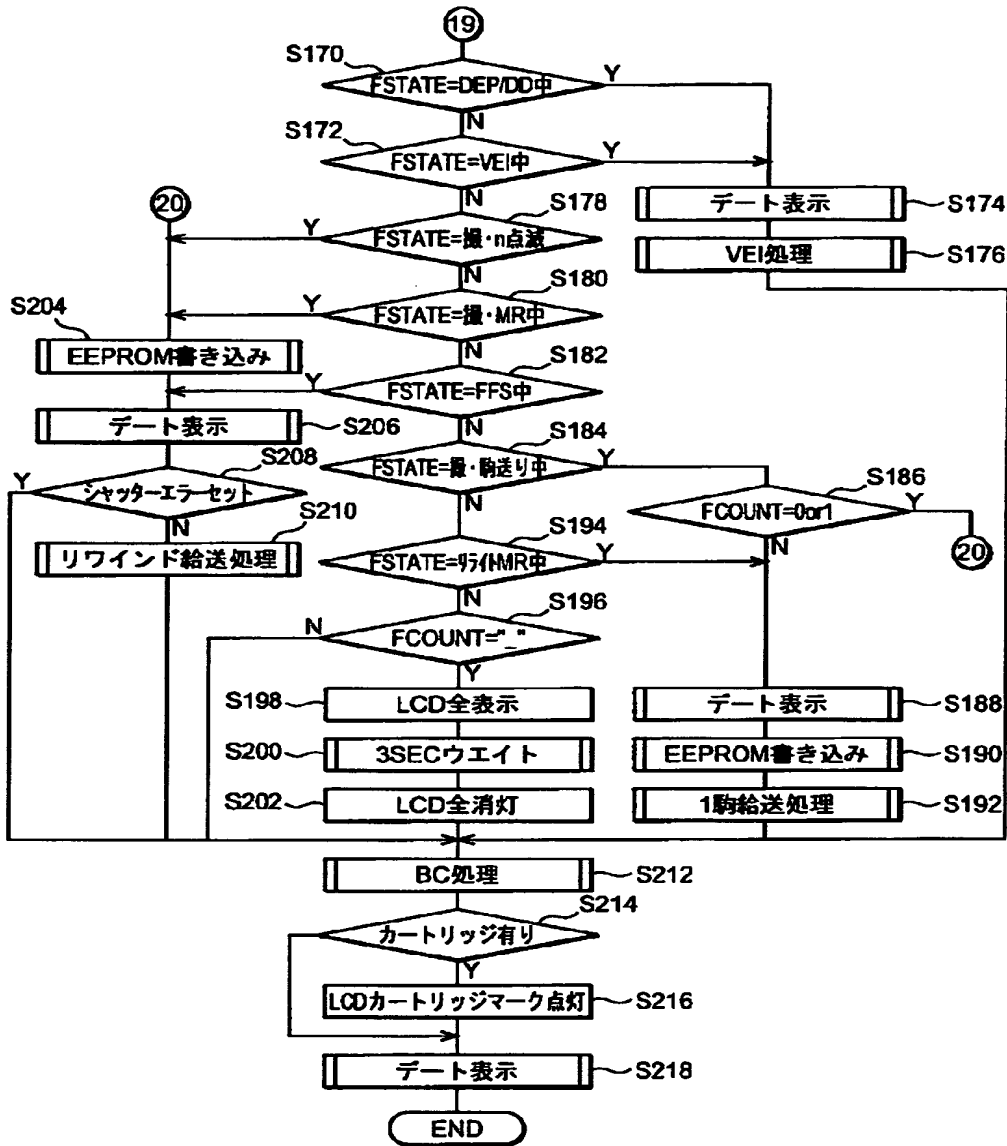 19
S170
FSTATE=DEP/DD中
Y
N
S172
FSTATE=VEI中
Y
N
S174
デート表示
S176
VEI処理
20
S178
FSTATE=撮・n点滅
Y
N
S180
FSTATE=撮・MR中
Y
N
S204
EEPROM書き込み
S182
FSTATE=FFS中
Y
N
S206
デート表示
S184
FSTATE=撮・駒送り中
Y
N
S186
FCOUNT=0or1
Y
N
20
S208
シャッターエラーセット
Y
N
S210
リワインド給送処理
S194
FSTATE=タライトMR中
Y
N
S196
FCOUNT="_"
N
Y
S198
LCD全表示
S200
3SECウエイト
S202
LCD全消灯
S188
デート表示
S190
EEPROM書き込み
S192
1駒給送処理
S212
BC処理
S214
カートリッジ有り
Y
S216
LCDカートリッジマーク点灯
S218
デート表示
END